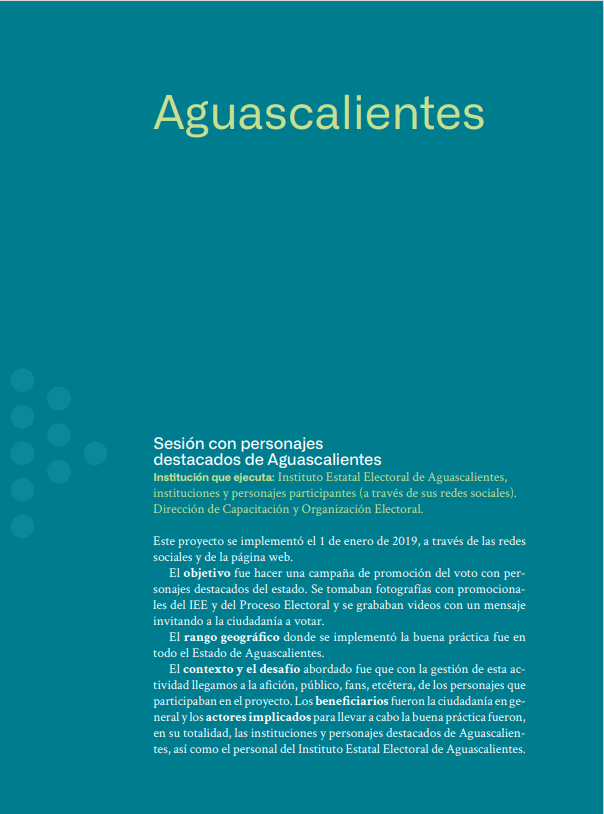 Aguascalientes
Sesión con personajes
destacados de Aguascalientes
Institución que ejecuta: Instituto Estatal Electoral de Aguascalientes,
instituciones y personajes participantes (a través de sus redes sociales).
Dirección de Capacitación y Organización Electoral.
Este proyecto se implementó el 1 de enero de 2019, a través de las redes
sociales y de la página web.
El objetivo fue hacer una campaña de promoción del voto con per-
sonajes destacados del estado. Se tomaban fotografías con promociona-
les del IEE y del Proceso Electoral y se grababan videos con un mensaje
invitando a la ciudadanía a votar.
El rango geográfico donde se implementó la buena práctica fue en
todo el Estado de Aguascalientes.
El contexto y el desafío abordado fue que con la gestión de esta ac-
tividad llegamos a la afición, público, fans, etcétera, de los personajes que
participaban en el proyecto. Los beneficiarios fueron la ciudadanía en ge-
neral y los actores implicados para llevar a cabo la buena práctica fueron,
en su totalidad, las instituciones y personajes destacados de Aguascalien-
tes, así como el personal del Instituto Estatal Electoral de Aguascalientes.